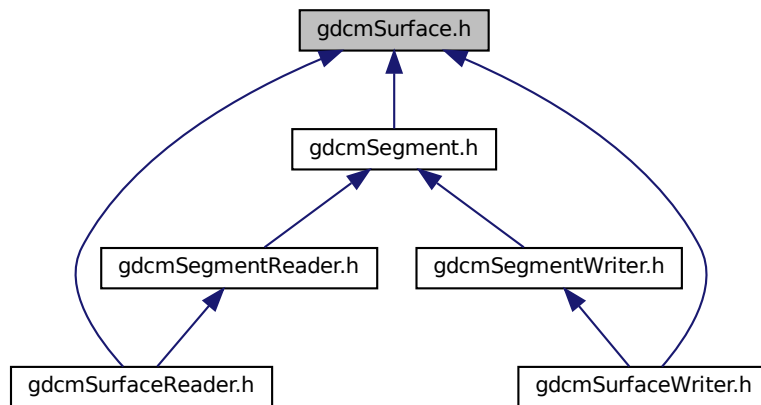 gdcmSurface.h
gdcmSegment.h
gdcmSegmentReader.h
gdcmSegmentWriter.h
gdcmSurfaceReader.h
gdcmSurfaceWriter.h